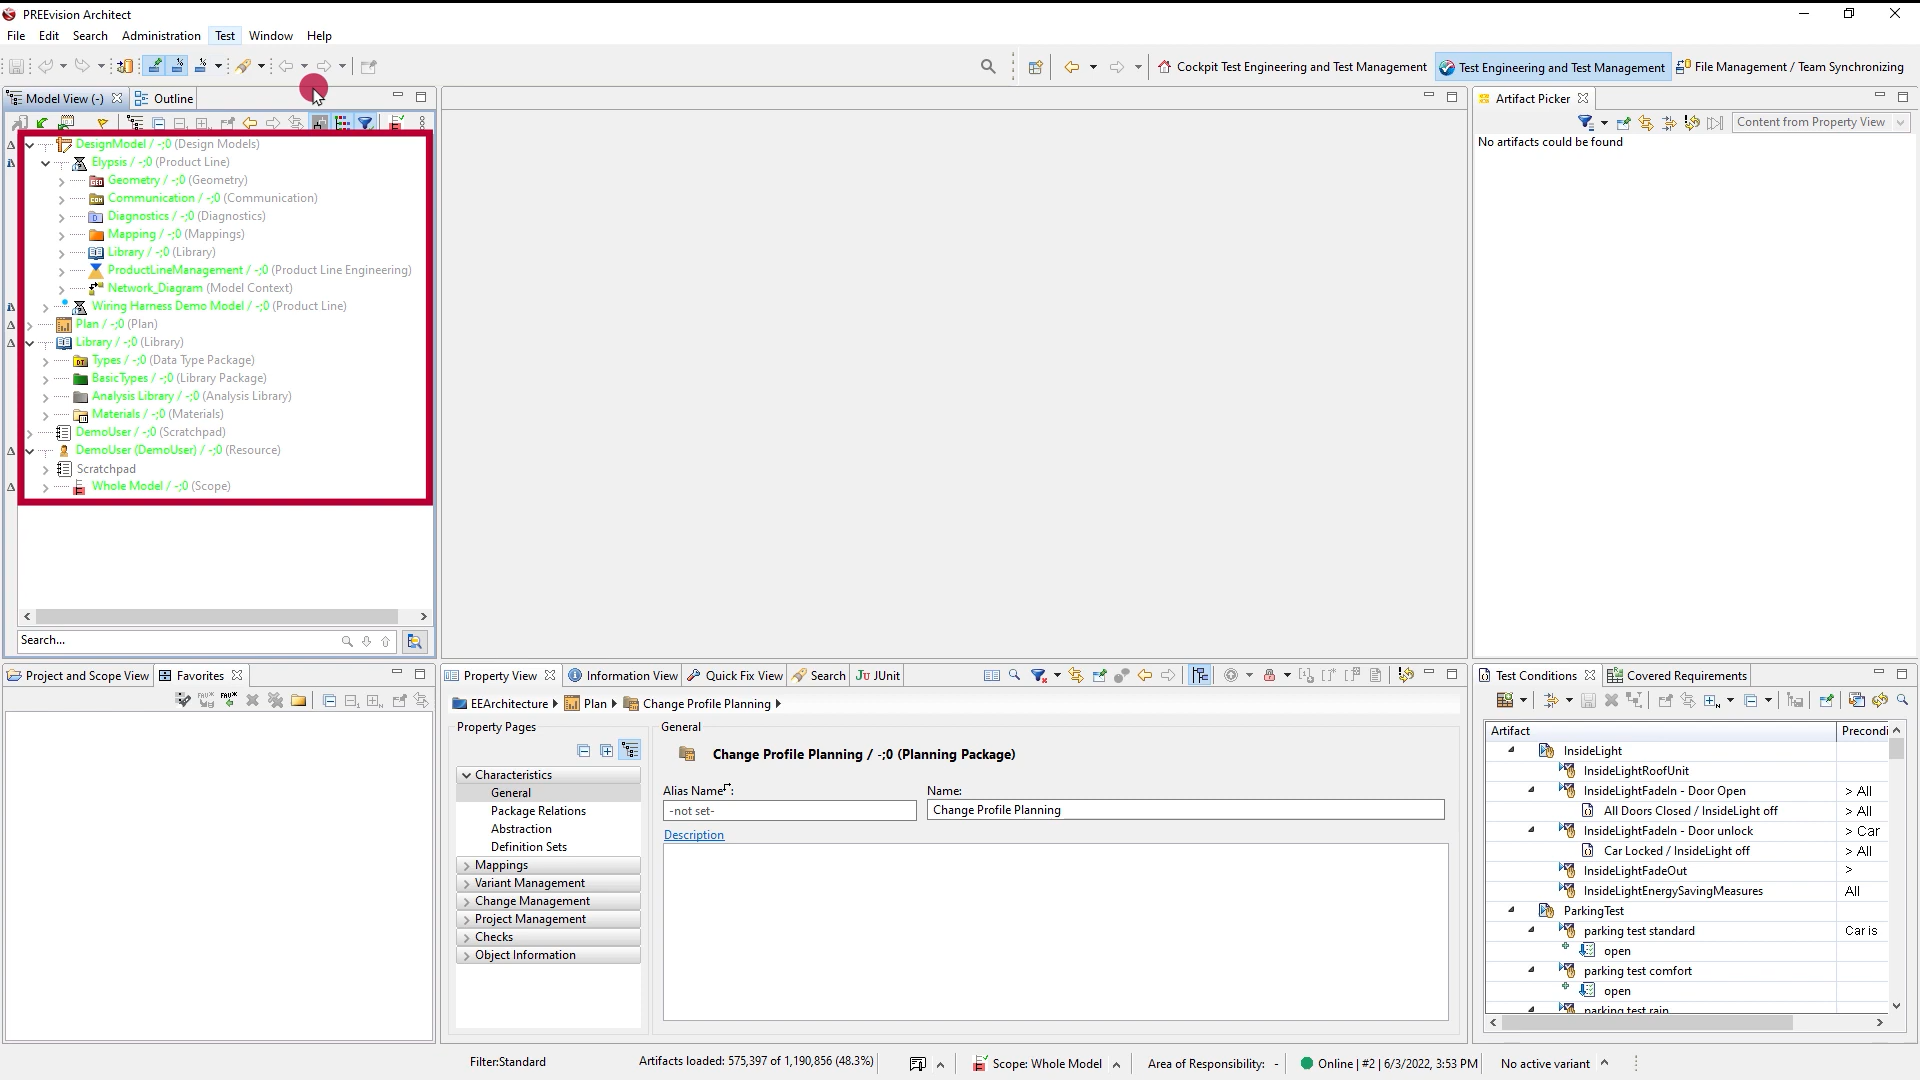 PREEvision Architect
File Edit Search Administration Test Window Help
Cockpit Test Engineering and Test Management Test Engineering and Test Management File Management / Team Synchronizing
Model View (-) Outline
DesignModel / -;0 (Design Models)
Elypsis / -;0 (Product Line)
Geometry / -;0 (Geometry)
Communication / -;0 (Communication)
Diagnostics / -;0 (Diagnostics)
Mapping / -;0 (Mappings)
Library / -;0 (Library)
ProductLineManagement / -;0 (Product Line Engineering)
Network_Diagram (Model Context)
Wiring Harness Demo Model / -;0 (Product Line)
Plan / -;0 (Plan)
Library / -;0 (Library)
Types / -;0 (Data Type Package)
BasicTypes / -;0 (Library Package)
Analysis Library / -;0 (Analysis Library)
Materials / -;0 (Materials)
DemoUser / -;0 (Scratchpad)
DemoUser (DemoUser) / -;0 (Resource)
Scratchpad
Whole Model / -;0 (Scope)
Search...
Artifact Picker
Content from Property View
No artifacts could be found
Project and Scope View Favorites
Property View Information View Quick Fix View Search JUnit
EEArchitecture Plan Change Profile Planning
Property Pages
Characteristics
General
Package Relations
Abstraction
Definition Sets
Mappings
Variant Management
Change Management
Project Management
Checks
Object Information
General
Change Profile Planning / -;0 (Planning Package)
Alias Name: Name:
-not set- Change Profile Planning
Description
Test Conditions Covered Requirements
Artifact Precondi
InsideLight
InsideLightRoofUnit
InsideLightFadeIn - Door Open > All
All Doors Closed / InsideLight off > All
InsideLightFadeIn - Door unlock > Car
Car Locked / InsideLight off > All
InsideLightFadeOut >
InsideLightEnergySavingMeasures All
ParkingTest
parking test standard Car is
open
parking test comfort
open
parking test rain
Filter:Standard Artifacts loaded: 575,397 of 1,190,856 (48.3%) Scope: Whole Model Area of Responsibility: - Online | #2 | 6/3/2022, 3:53 PM No active variant